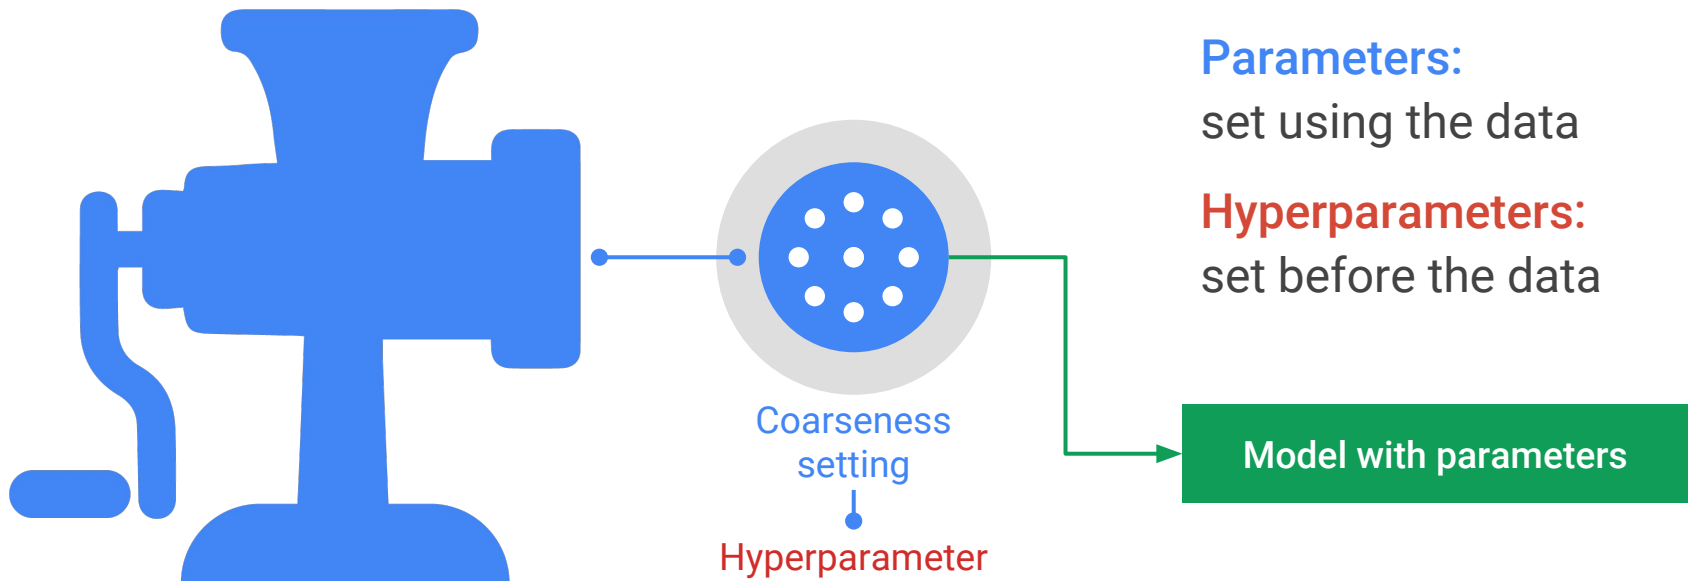 Parameters:
set using the data
Hyperparameters:
set before the data
Coarseness
setting
Hyperparameter
Model with parameters